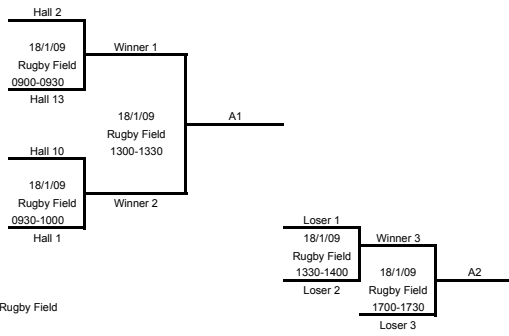 Hall 2
18/1/09
Rugby Field
0900-0930
Hall 13
Winner 1
18/1/09
Rugby Field
1300-1330
A1
Hall 10
18/1/09
Rugby Field
0930-1000
Hall 1
Winner 2
Loser 1
18/1/09
Rugby Field
1330-1400
Loser 2
Winner 3
18/1/09
Rugby Field
1700-1730
Loser 3
A2
Rugby Field